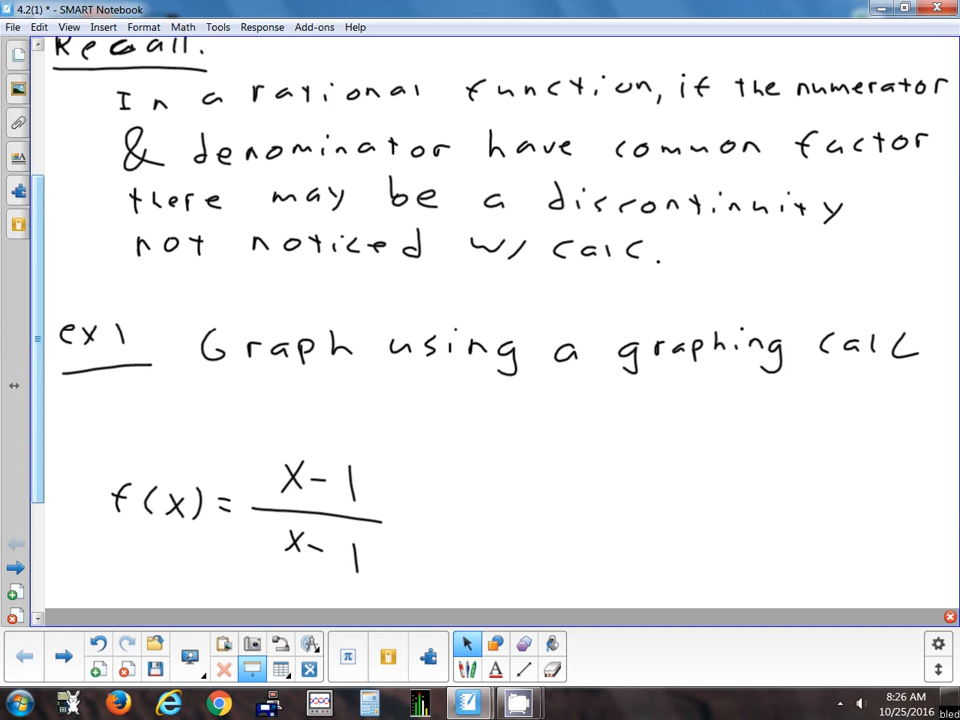 4.2(1) * - SMART Notebook
File Edit View Insert Format Math Tools Response Add-ons Help
Recall.
In a rational function, if the numerator
& denominator have common factor
there may be a discontinuity
not noticed w/ calc.
ex 1 Graph using a graphing calc
f(x) = x-1
x-1
8:26 AM
10/25/2016
bled